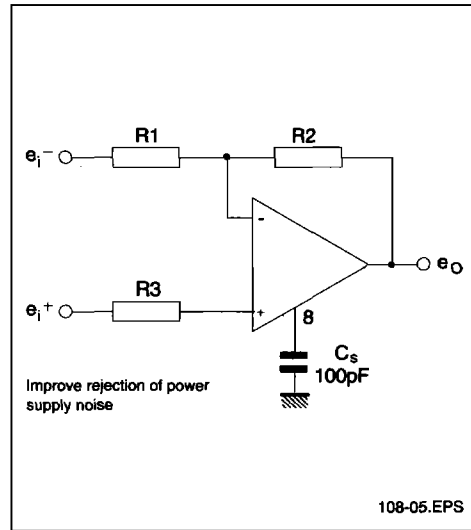 R1
R2
ei-
-
eo
R3
ei+
+
8
Cs
100pF
Improve rejection of power
supply noise
108-05.EPS